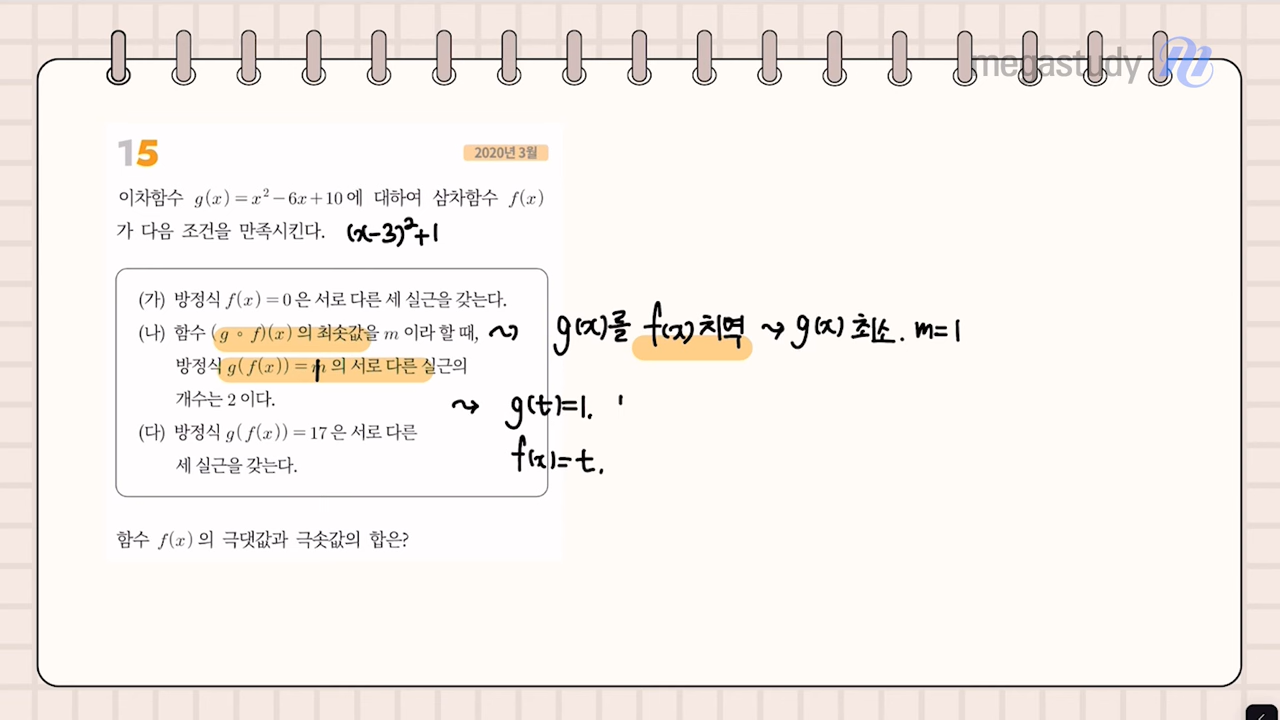 megastudy
15
2020년 3월
이차함수 g(x)=x²−6x+10에 대하여 삼차함수 f(x)
가 다음 조건을 만족시킨다. (x-3)²+1
(가) 방정식 f(x)=0은 서로 다른 세 실근을 갖는다.
(나) 함수 (g∘f)(x)의 최솟값을 m이라 할 때, ⇝ g(x)를 f(x) 치역 ⇝ g(x) 최소. m=1
방정식 g(f(x))=m의 서로 다른 실근의
개수는 2이다. ⇝ g(t)=1.
(다) 방정식 g(f(x))=17은 서로 다른
f(x)=t.
세 실근을 갖는다.
함수 f(x)의 극댓값과 극솟값의 합은?